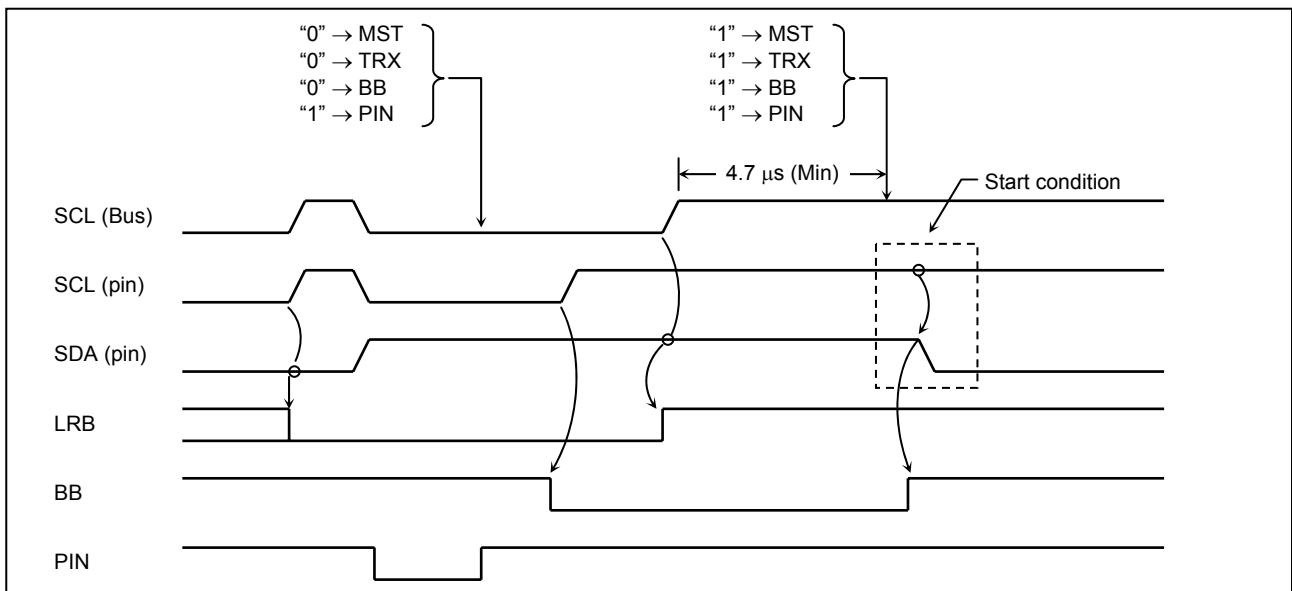 “0” → MST
“0” → TRX
“0” → BB
“1” → PIN
“1” → MST
“1” → TRX
“1” → BB
“1” → PIN
4.7 μs (Min)
Start condition
SCL (Bus)
SCL (pin)
SDA (pin)
LRB
BB
PIN